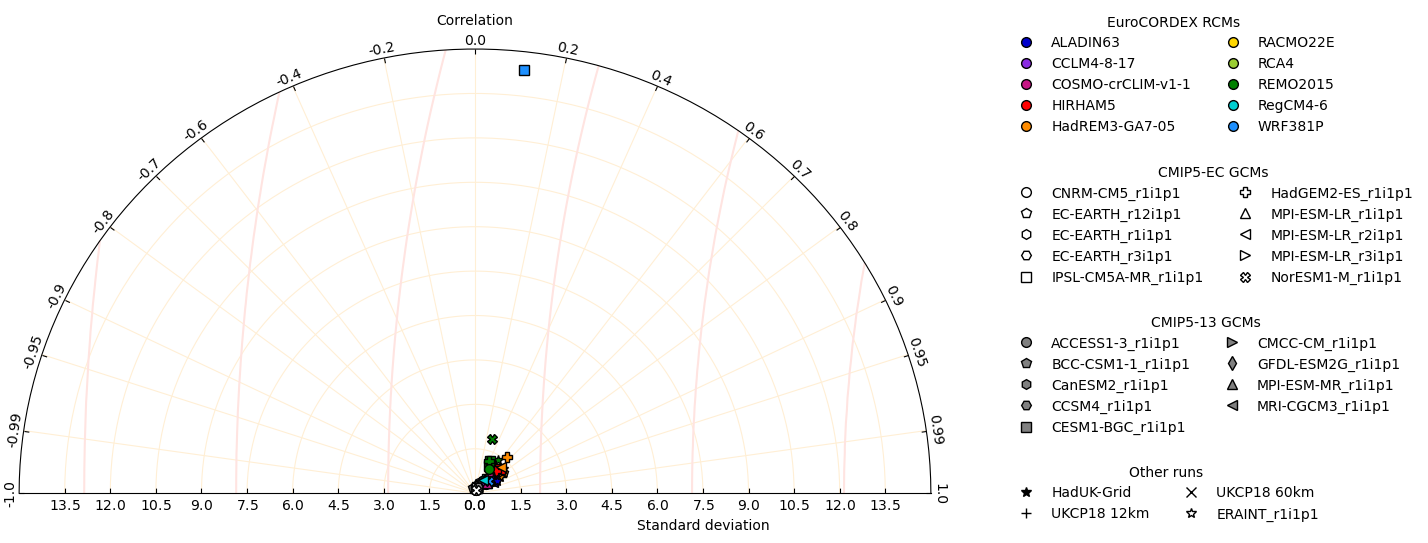 Correlation
-1.0
-0.99
-0.95
-0.9
-0.8
-0.7
-0.6
-0.4
-0.2
0.0
0.2
0.4
0.6
0.7
0.8
0.9
0.95
0.99
1.0
13.5 12.0 10.5 9.0 7.5 6.0 4.5 3.0 1.5 0.0 1.5 3.0 4.5 6.0 7.5 9.0 10.5 12.0 13.5
Standard deviation
EuroCORDEX RCMs
ALADIN63
CCLM4-8-17
COSMO-crCLIM-v1-1
HIRHAM5
HadREM3-GA7-05
RACMO22E
RCA4
REMO2015
RegCM4-6
WRF381P
CMIP5-EC GCMs
CNRM-CM5_r1i1p1
EC-EARTH_r12i1p1
EC-EARTH_r1i1p1
EC-EARTH_r3i1p1
IPSL-CM5A-MR_r1i1p1
HadGEM2-ES_r1i1p1
MPI-ESM-LR_r1i1p1
MPI-ESM-LR_r2i1p1
MPI-ESM-LR_r3i1p1
NorESM1-M_r1i1p1
CMIP5-13 GCMs
ACCESS1-3_r1i1p1
BCC-CSM1-1_r1i1p1
CanESM2_r1i1p1
CCSM4_r1i1p1
CESM1-BGC_r1i1p1
CMCC-CM_r1i1p1
GFDL-ESM2G_r1i1p1
MPI-ESM-MR_r1i1p1
MRI-CGCM3_r1i1p1
Other runs
HadUK-Grid
UKCP18 12km
UKCP18 60km
ERAINT_r1i1p1